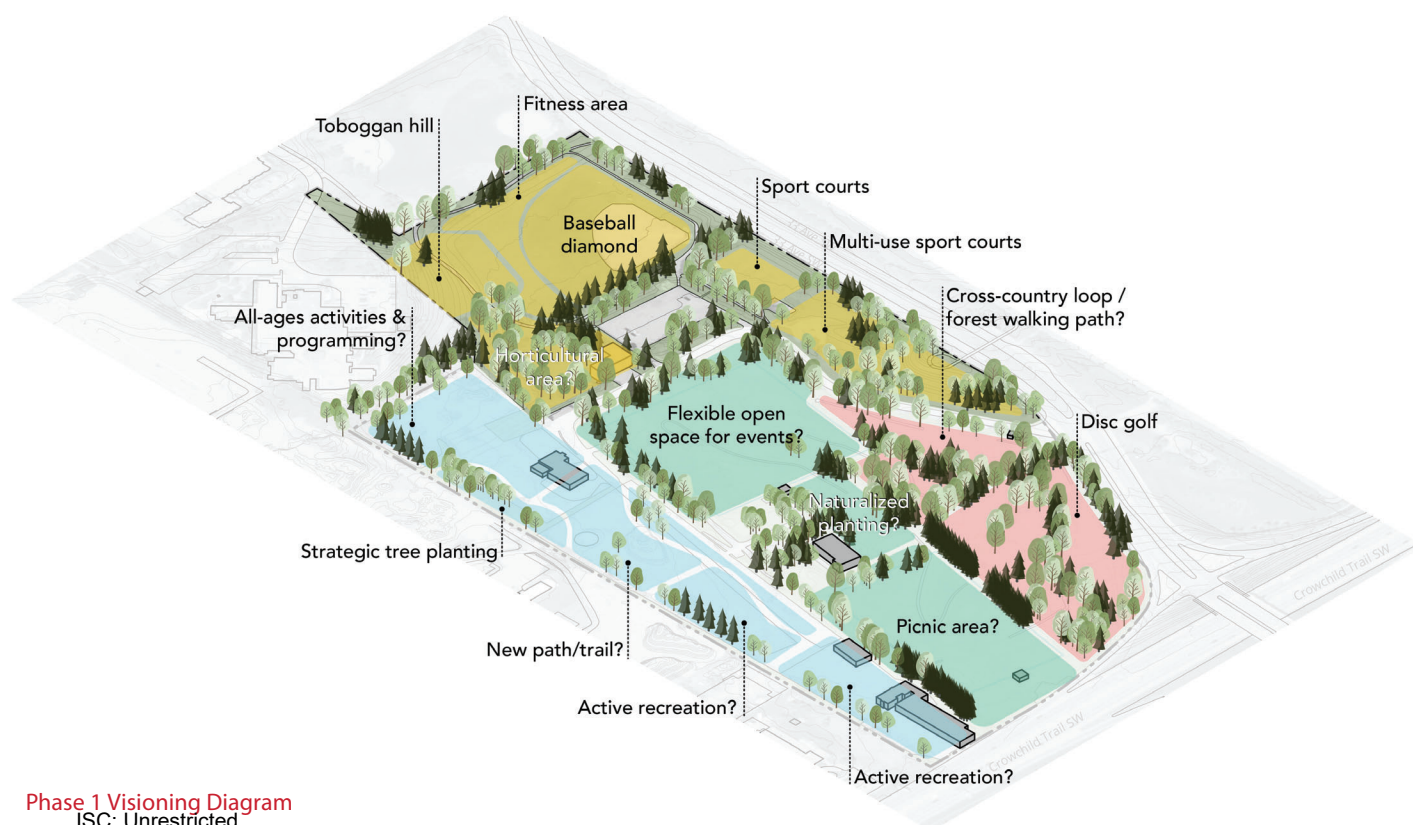 Fitness area
Toboggan hill
Sport courts
Baseball
diamond
Multi-use sport courts
Cross-country loop /
forest walking path?
All-ages activities &
programming?
Horticultural
area?
Flexible open
space for events?
Disc golf
Naturalized
planting?
Strategic tree planting
Crowchild Trail SW
Picnic area?
New path/trail?
Active recreation?
Crowchild Trail SW
Active recreation?
Phase 1 Visioning Diagram
ISC: Unrestricted